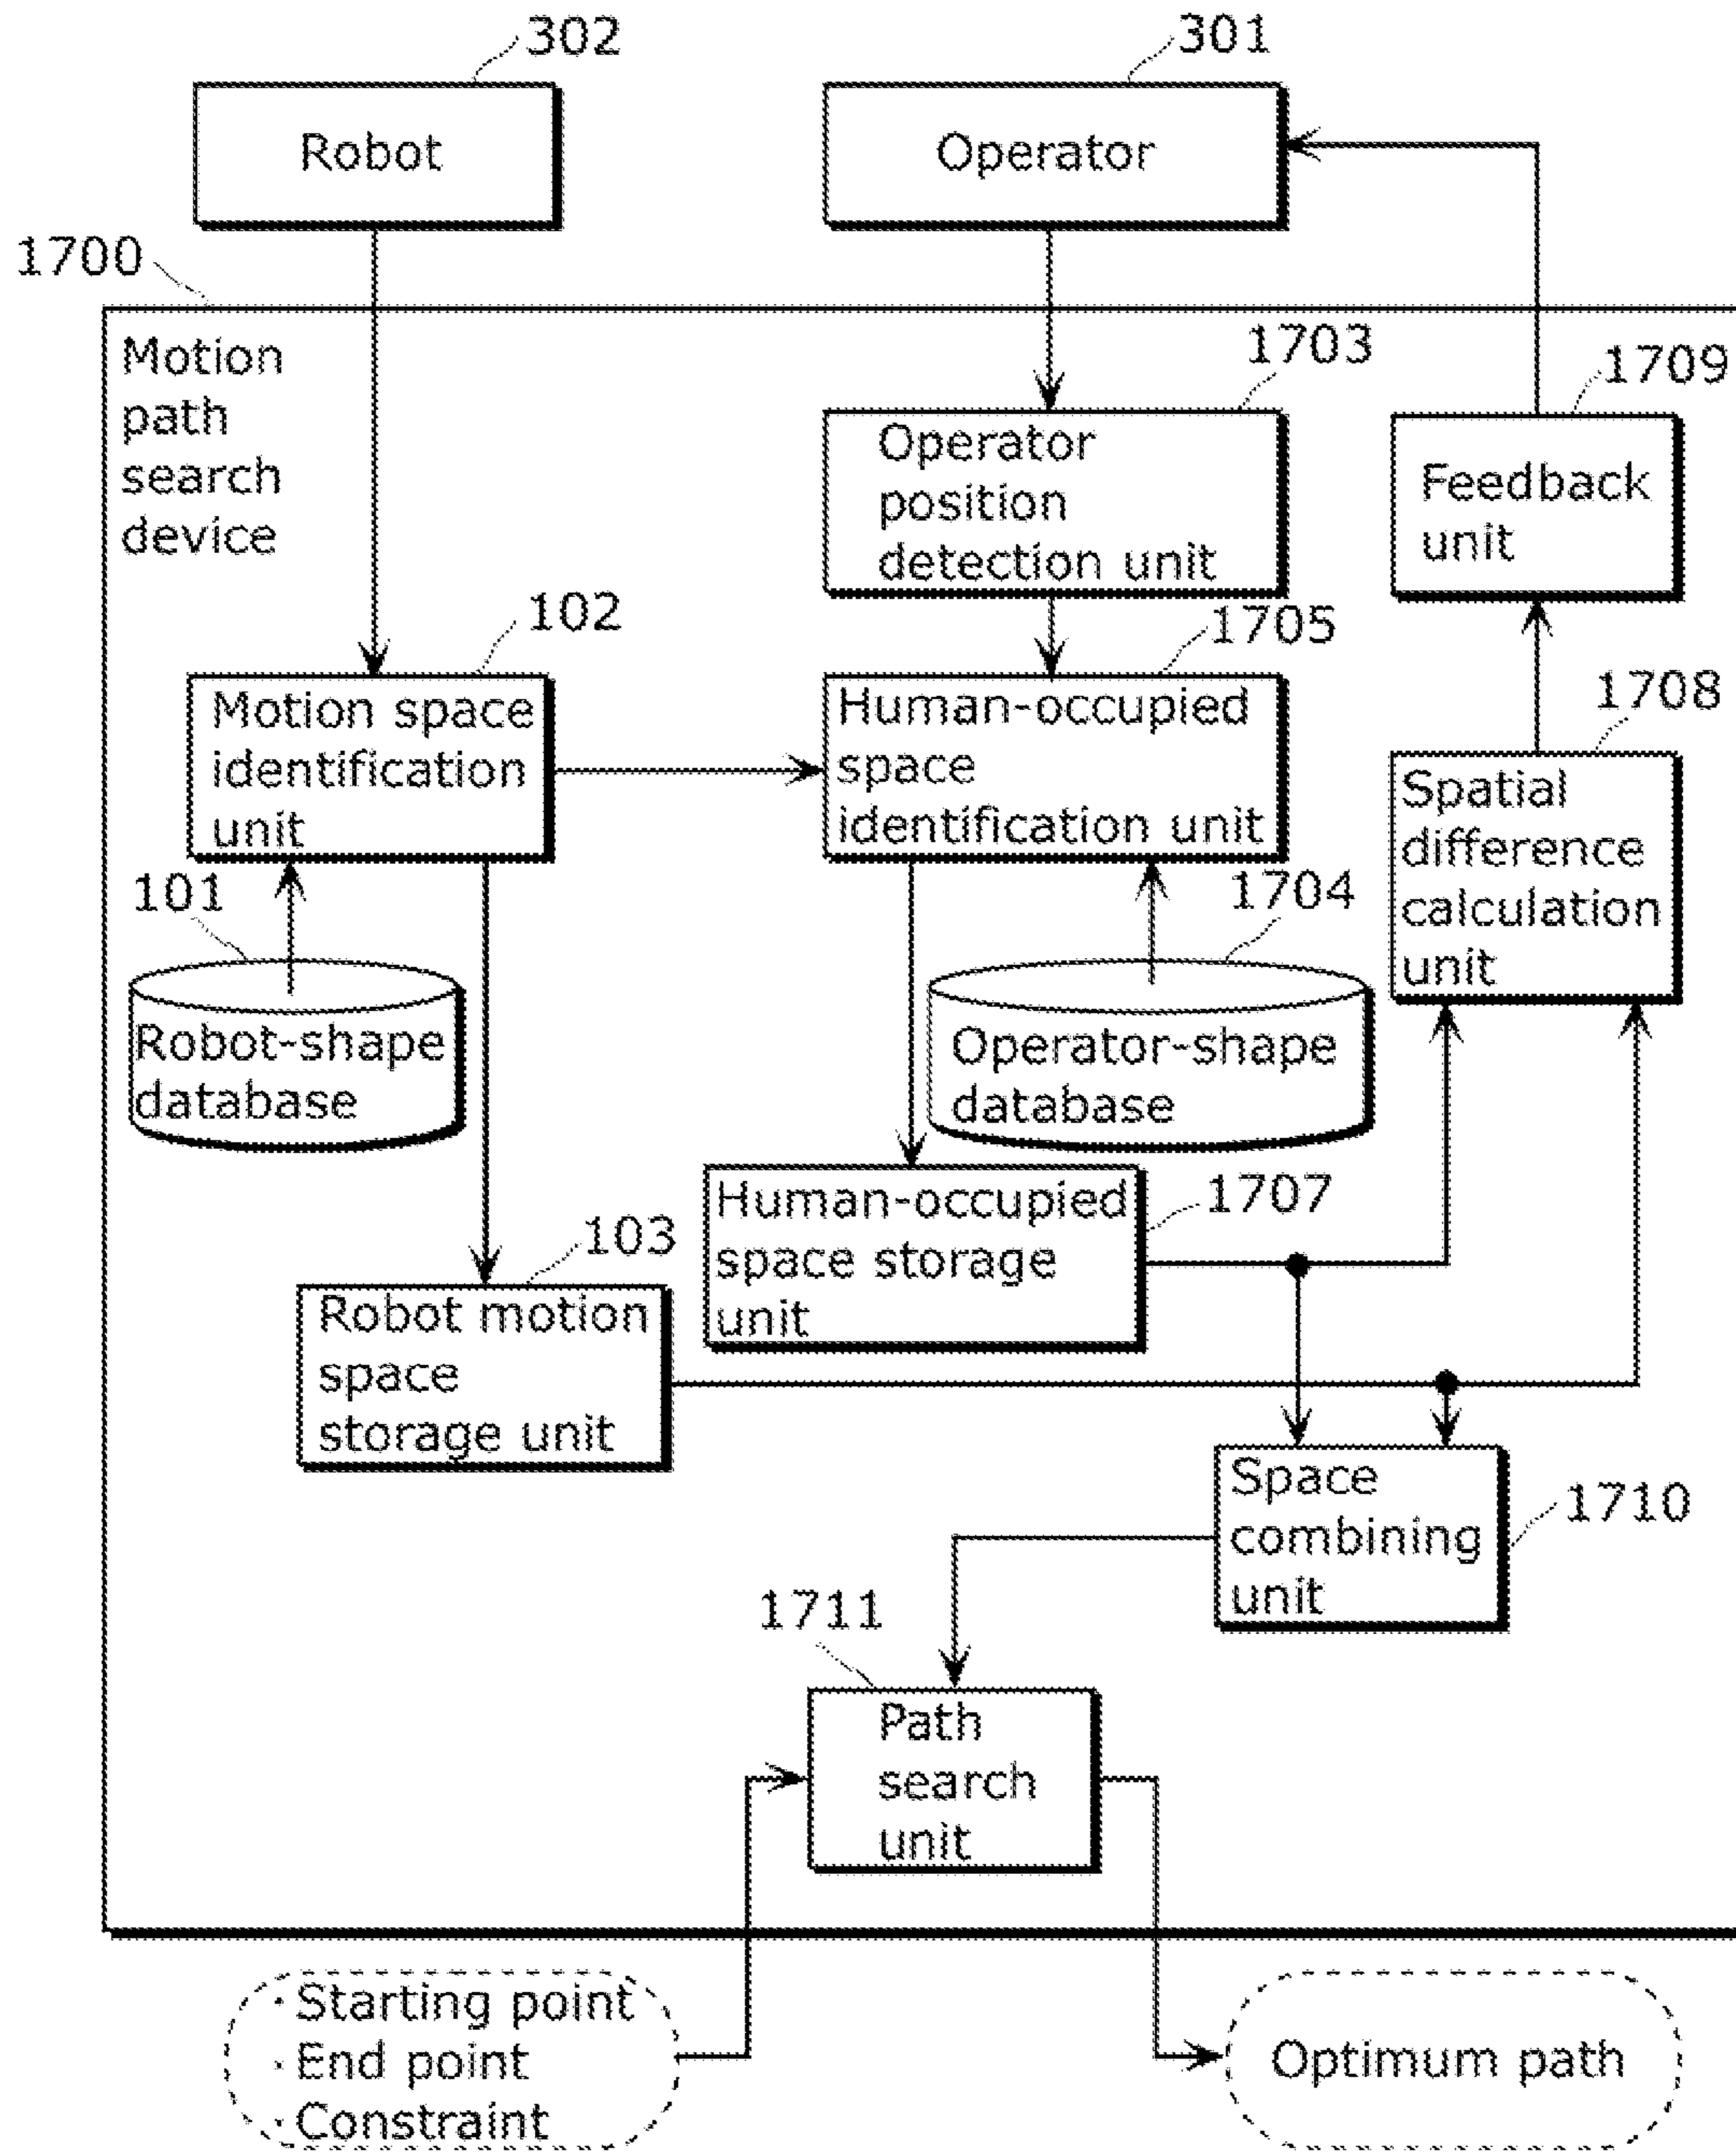 302
301
Robot
Operator
1700
Motion
path
search
device
1703
1709
Operator
position
detection unit
Feedback
unit
102
1705
1708
Motion space
identification
unit
Human-occupied
space
identification unit
Spatial
difference
calculation
unit
101
1704
Robot-shape
database
Operator-shape
database
1707
Human-occupied
space storage
unit
103
Robot motion
space
storage unit
Space
combining
unit
1710
1711
Path
search
unit
· Starting point
· End point
· Constraint
Optimum path